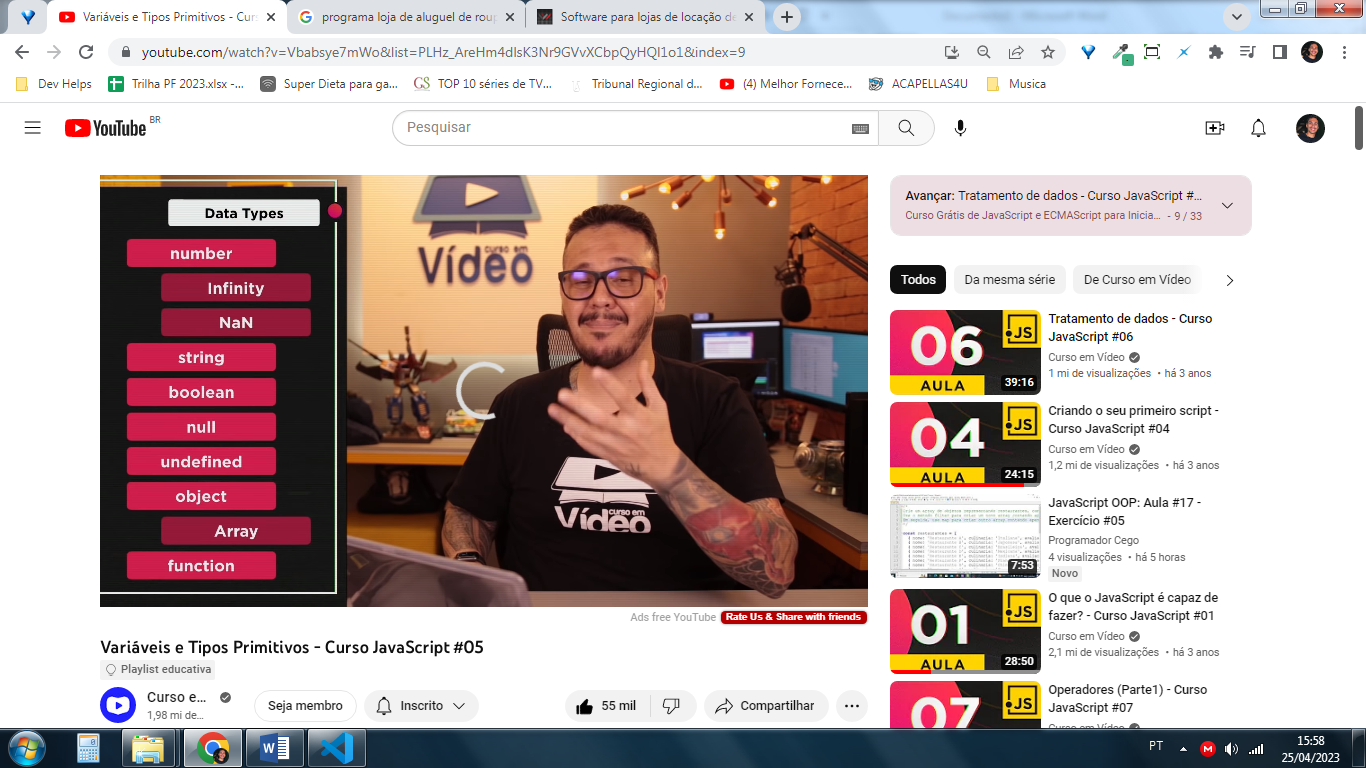 Variáveis e Tipos Primitivos - Curs
programa loja de aluguel de roup
Software para lojas de locação de
youtube.com/watch?v=Vbabsye7mWo&list=PLHz_AreHm4dlsK3Nr9GVvXCbpQyHQl1o1&index=9
Dev Helps
Trilha PF 2023.xlsx -...
Super Dieta para ga...
GS TOP 10 séries de TV...
Tribunal Regional d...
(4) Melhor Fornece...
ACAPELLAS4U
Musica
YouTube BR
Pesquisar
Data Types
number
Infinity
NaN
string
boolean
null
undefined
object
Array
function
curso em
Vídeo
curso em
Vídeo
Ads free YouTube Rate Us & Share with friends
Variáveis e Tipos Primitivos - Curso JavaScript #05
Playlist educativa
Curso e...
1,98 mi de...
Seja membro
Inscrito
55 mil
Compartilhar
Avançar: Tratamento de dados - Curso JavaScript #...
Curso Grátis de JavaScript e ECMAScript para Inicia... - 9 / 33
Todos
Da mesma série
De Curso em Vídeo
06
JS
AULA
39:16
Tratamento de dados - Curso
JavaScript #06
Curso em Vídeo
1 mi de visualizações • há 3 anos
04
JS
AULA
24:15
Criando o seu primeiro script -
Curso JavaScript #04
Curso em Vídeo
1,2 mi de visualizações • há 3 anos
7:53
JavaScript OOP: Aula #17 -
Exercício #05
Programador Cego
4 visualizações • há 5 horas
Novo
01
JS
AULA
28:50
O que o JavaScript é capaz de
fazer? - Curso JavaScript #01
Curso em Vídeo
2,1 mi de visualizações • há 3 anos
07
JS
Operadores (Parte1) - Curso
JavaScript #07
Curso em Vídeo
PT
15:58
25/04/2023